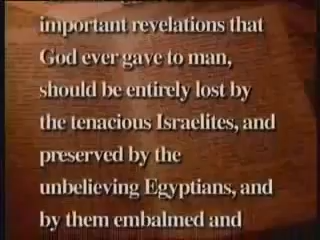 important revelations that
God ever gave to man,
should be entirely lost by
the tenacious Israelites, and
preserved by the
unbelieving Egyptians, and
by them embalmed and